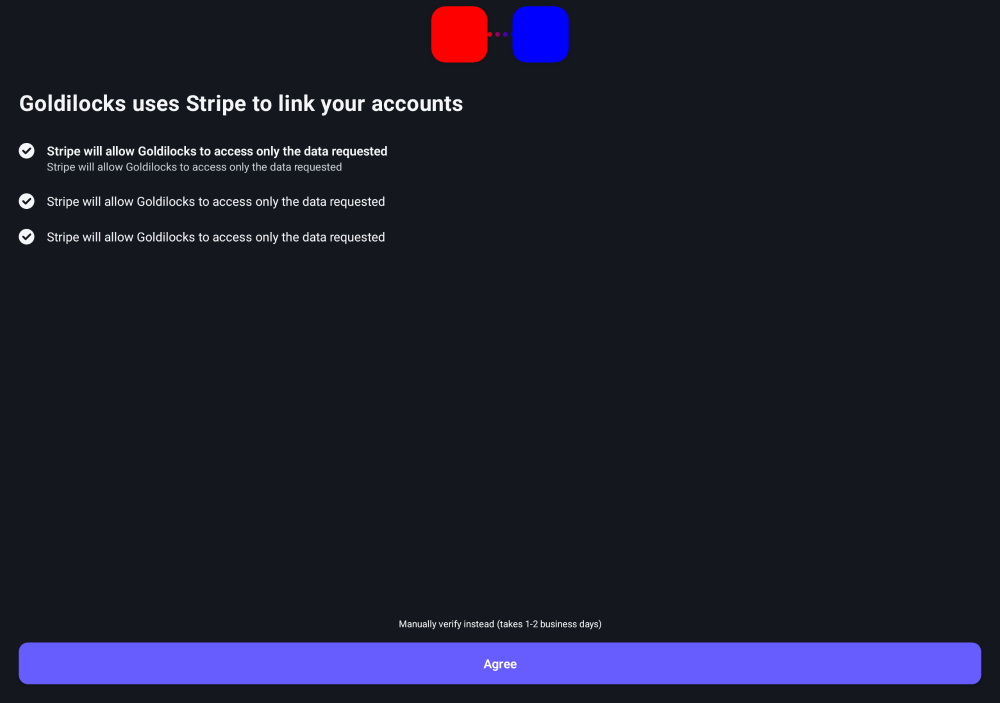 Goldilocks uses Stripe to link your accounts
Stripe will allow Goldilocks to access only the data requested
Stripe will allow Goldilocks to access only the data requested
Stripe will allow Goldilocks to access only the data requested
Stripe will allow Goldilocks to access only the data requested
Manually verify instead (takes 1-2 business days)
Agree